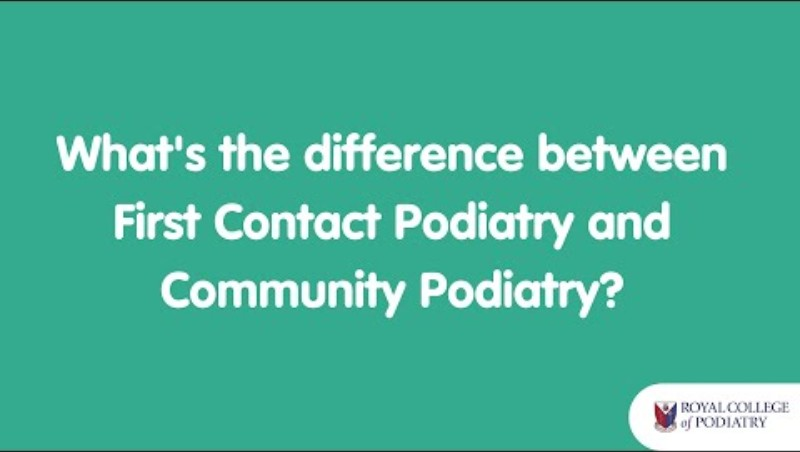 What's the difference between
First Contact Podiatry and
Community Podiatry?
ROYAL COLLEGE
of PODIATRY